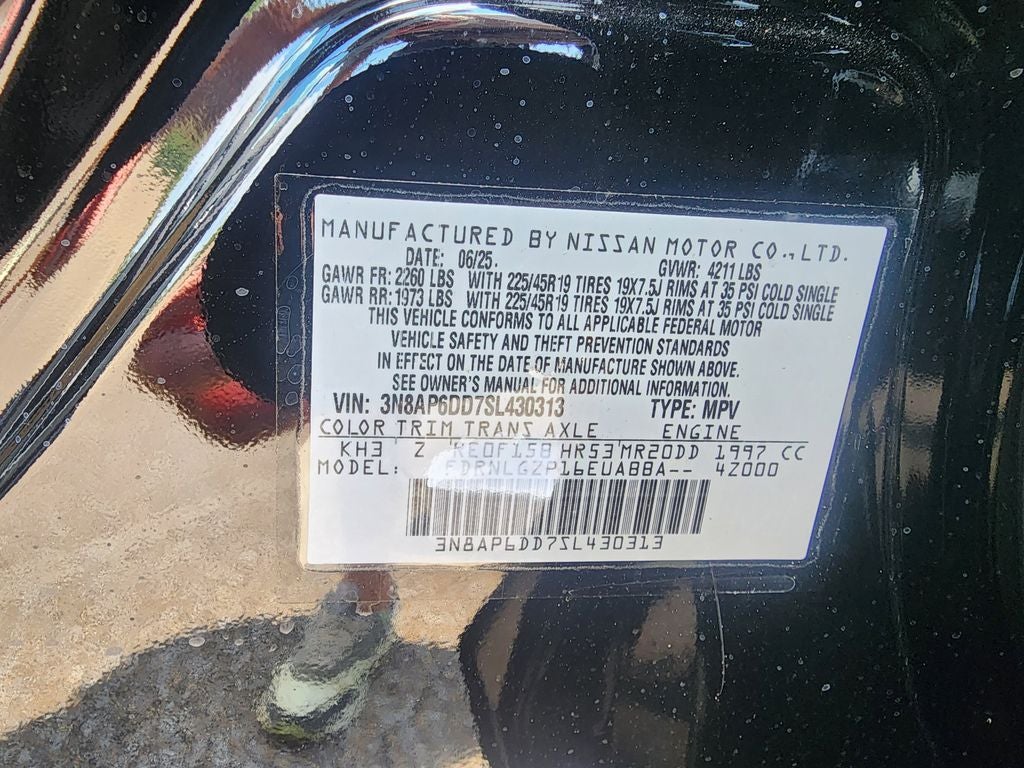 MANUFACTURED BY NISSAN MOTOR CO., LTD.
DATE: 06/25. GVWR: 4211 LBS
GAWR FR: 2260 LBS WITH 225/45R19 TIRES 19X7.5J RIMS AT 35 PSI COLD SINGLE
GAWR RR: 1973 LBS WITH 225/45R19 TIRES 19X7.5J RIMS AT 35 PSI COLD SINGLE
THIS VEHICLE CONFORMS TO ALL APPLICABLE FEDERAL MOTOR
VEHICLE SAFETY AND THEFT PREVENTION STANDARDS
IN EFFECT ON THE DATE OF MANUFACTURE SHOWN ABOVE.
SEE OWNER'S MANUAL FOR ADDITIONAL INFORMATION.
VIN: 3N8AP6DD7SL430313 TYPE: MPV
COLOR TRIM TRANS AXLE ENGINE
KH3 Z RE0F15B HR53 MR20DD 1997 CC
MODEL: FDRNLGZP16EUABBA-- 4Z000
3N8AP6DD7SL430313